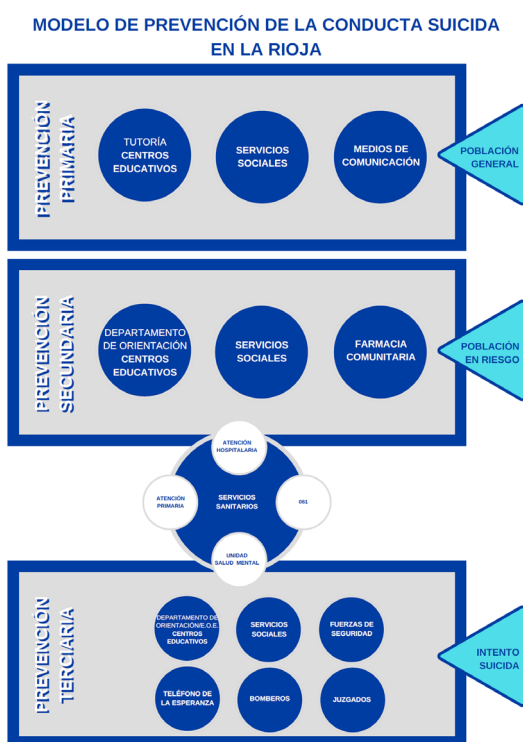 MODELO DE PREVENCIÓN DE LA CONDUCTA SUICIDA
EN LA RIOJA
PREVENCIÓN
PRIMARIA
TUTORÍA
CENTROS
EDUCATIVOS
SERVICIOS
SOCIALES
MEDIOS DE
COMUNICACIÓN
POBLACIÓN
GENERAL
PREVENCIÓN
SECUNDARIA
DEPARTAMENTO
DE ORIENTACIÓN
CENTROS
EDUCATIVOS
SERVICIOS
SOCIALES
FARMACIA
COMUNITARIA
POBLACIÓN
EN RIESGO
ATENCIÓN
HOSPITALARIA
ATENCIÓN
PRIMARIA
SERVICIOS
SANITARIOS
061
UNIDAD
SALUD MENTAL
PREVENCIÓN
TERCIARIA
DEPARTAMENTO DE
ORIENTACIÓN/E.O.E.
CENTROS
EDUCATIVOS
SERVICIOS
SOCIALES
FUERZAS DE
SEGURIDAD
TELÉFONO DE
LA ESPERANZA
BOMBEROS
JUZGADOS
INTENTO
SUICIDA